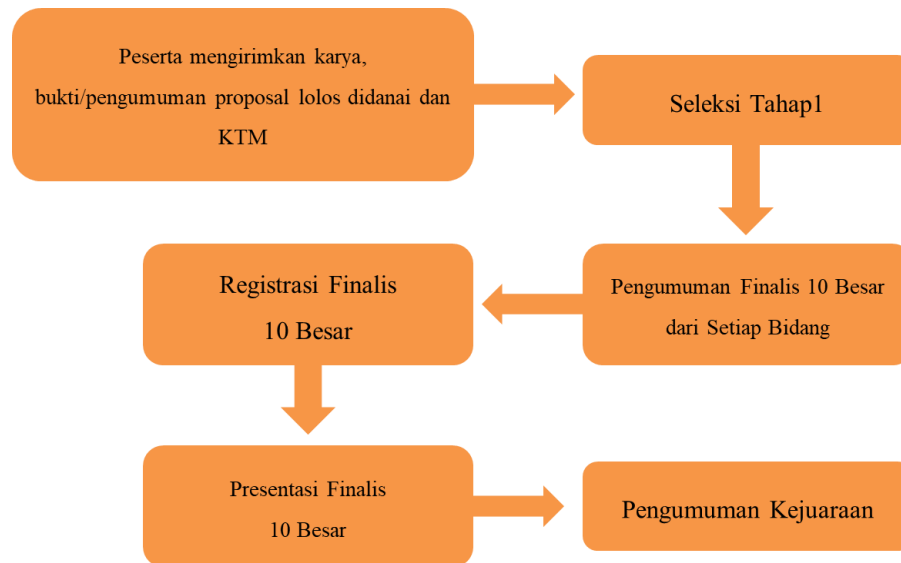 Peserta mengirimkan karya,
bukti/pengumuman proposal lolos didanai dan
KTM
Seleksi Tahap1
Pengumuman Finalis 10 Besar
dari Setiap Bidang
Registrasi Finalis
10 Besar
Presentasi Finalis
10 Besar
Pengumuman Kejuaraan